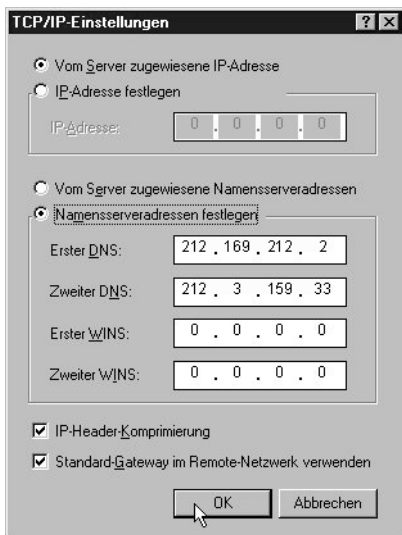 TCP/IP-Einstellungen
Vom Server zugewiesene IP-Adresse
IP-Adresse festlegen
IP-Adresse: 0 . 0 . 0 . 0
Vom Server zugewiesene Namensserveradressen
Namensserveradressen festlegen
Erster DNS: 212 . 169 . 212 . 2
Zweiter DNS: 212 . 3 . 159 . 33
Erster WINS: 0 . 0 . 0 . 0
Zweiter WINS: 0 . 0 . 0 . 0
IP-Header-Komprimierung
Standard-Gateway im Remote-Netzwerk verwenden
OK Abbrechen